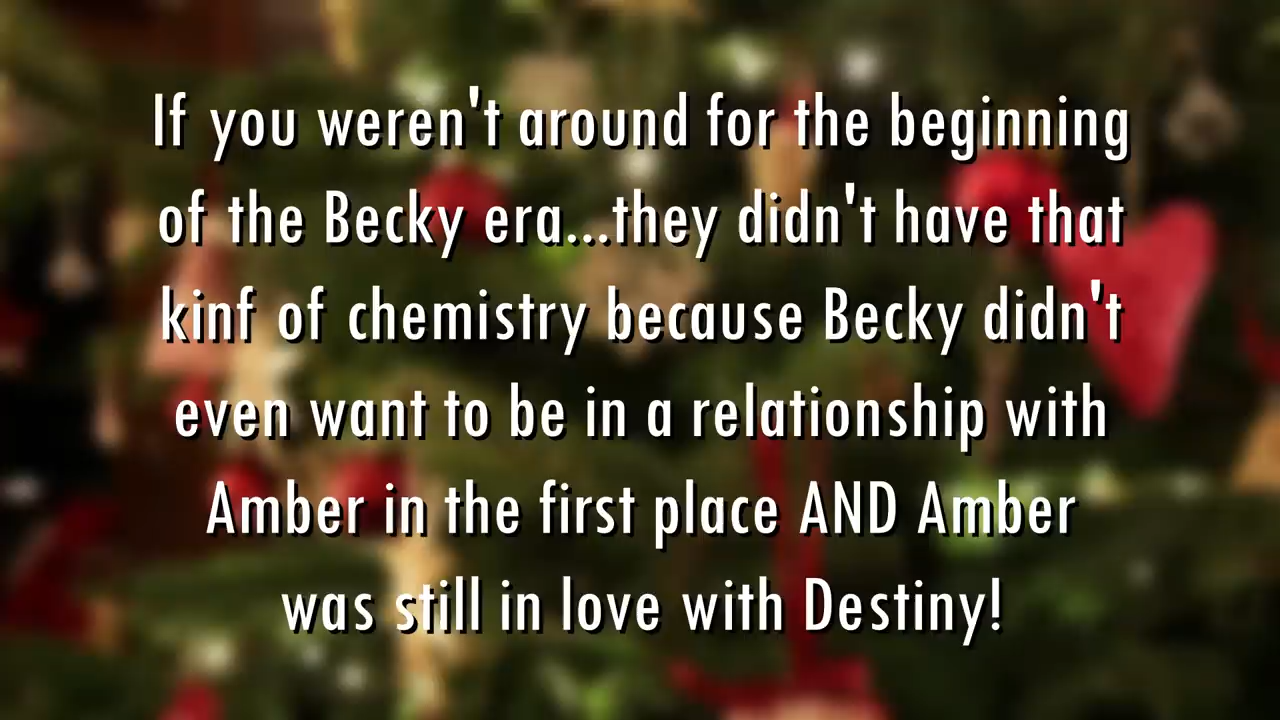 If you weren't around for the beginning
of the Becky era...they didn't have that
kinf of chemistry because Becky didn't
even want to be in a relationship with
Amber in the first place AND Amber
was still in love with Destiny!